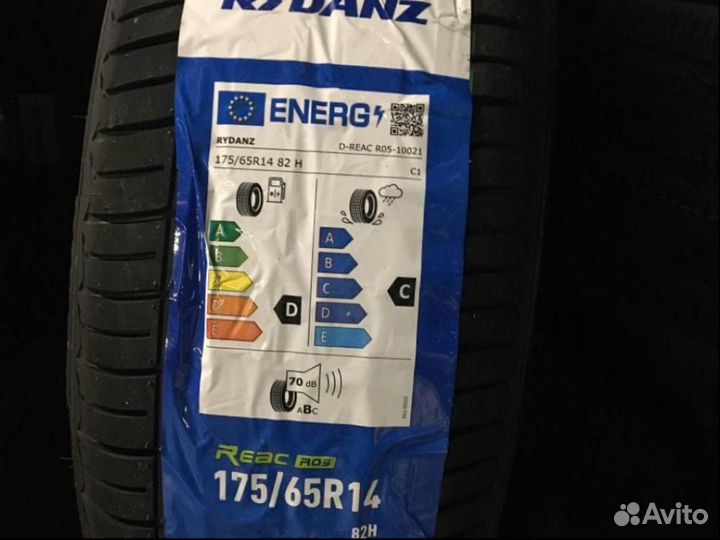 RYDANZ
ENERG
RYDANZ
D-REAC R05-10021
175/65R14 82 H
C1
A
B
C
D
E
D
A
B
C
D
E
C
70 dB
ABC
REAC R05
175/65R14
82H
Avito